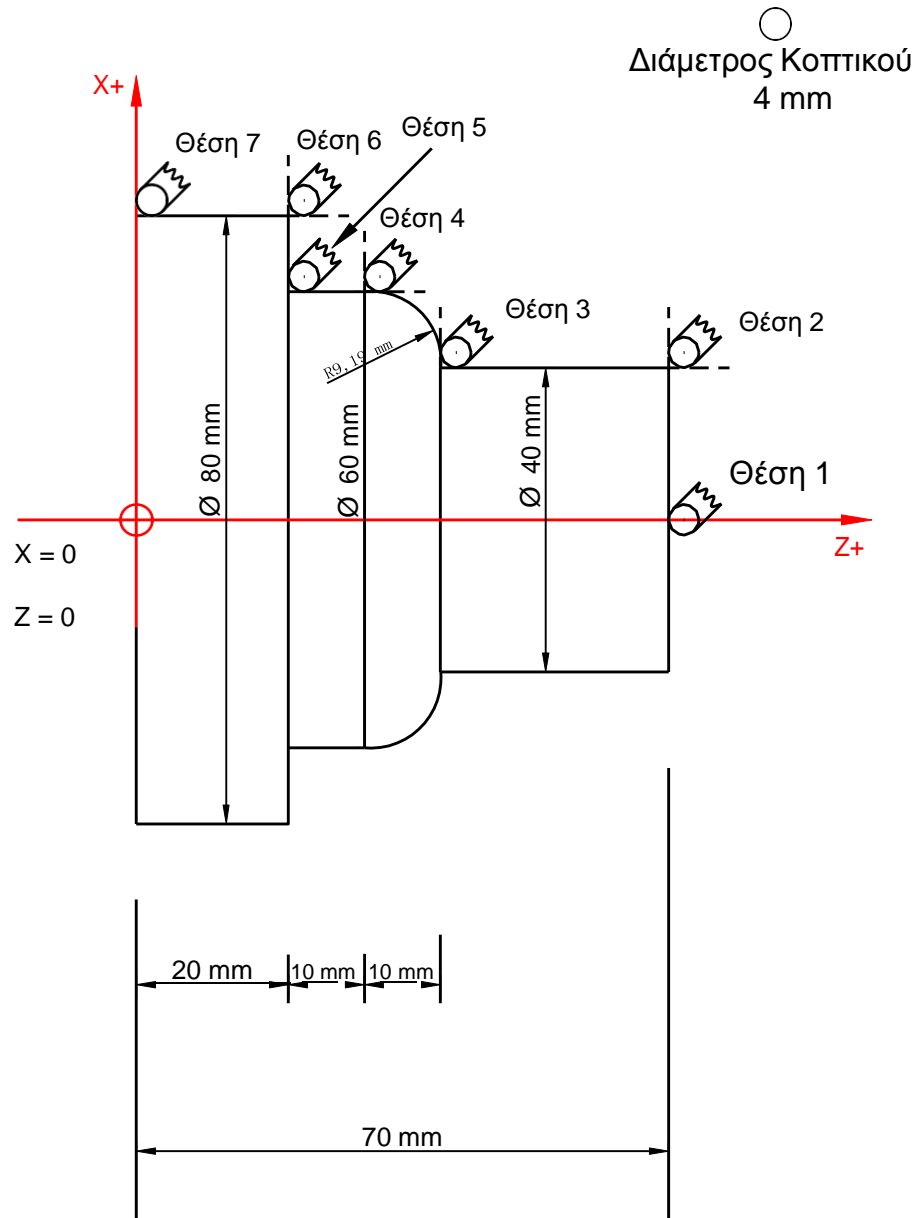 Διάμετρος Κοπτικού
4 mm
X+
Θέση 7
Θέση 6
Θέση 5
Θέση 4
Θέση 3
Θέση 2
R9,19 mm
Ø 80 mm
Ø 60 mm
Ø 40 mm
Θέση 1
Z+
X = 0
Z = 0
20 mm
10 mm
10 mm
70 mm